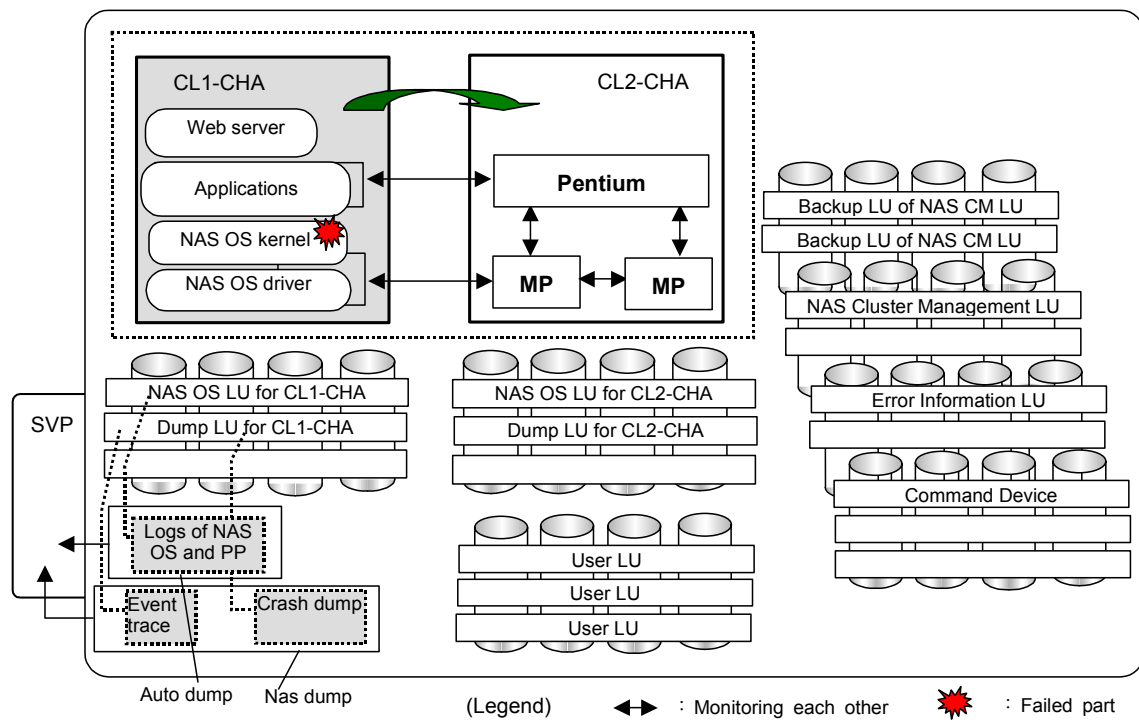 CL1-CHA
Web server
Applications
NAS OS kernel
NAS OS driver
CL2-CHA
Pentium
MP
MP
Backup LU of NAS CM LU
Backup LU of NAS CM LU
NAS Cluster Management LU
Error Information LU
Command Device
NAS OS LU for CL1-CHA
Dump LU for CL1-CHA
NAS OS LU for CL2-CHA
Dump LU for CL2-CHA
SVP
Logs of NAS
OS and PP
Event
trace
Crash dump
User LU
User LU
User LU
Auto dump
Nas dump
(Legend)
: Monitoring each other
: Failed part